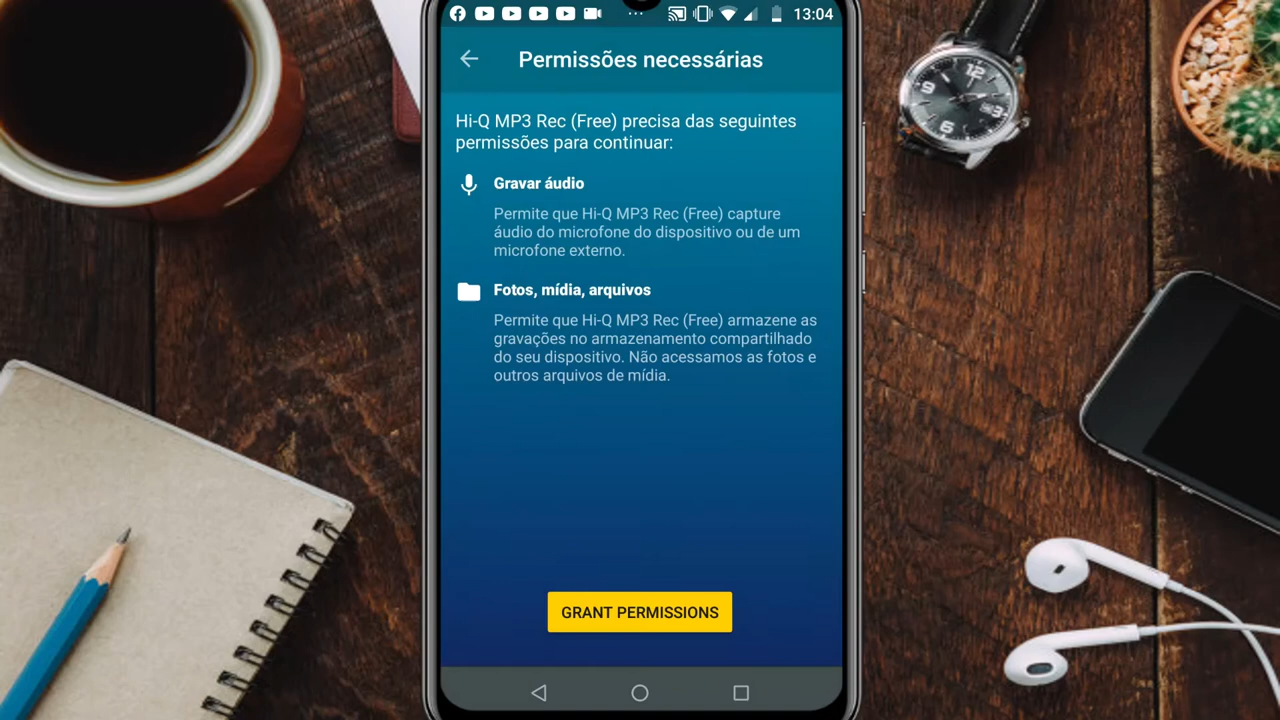 13:04
Permissões necessárias
Hi-Q MP3 Rec (Free) precisa das seguintes
permissões para continuar:
Gravar áudio
Permite que Hi-Q MP3 Rec (Free) capture
áudio do microfone do dispositivo ou de um
microfone externo.
Fotos, mídia, arquivos
Permite que Hi-Q MP3 Rec (Free) armazene as
gravações no armazenamento compartilhado
do seu dispositivo. Não acessamos as fotos e
outros arquivos de mídia.
GRANT PERMISSIONS
12
9
6